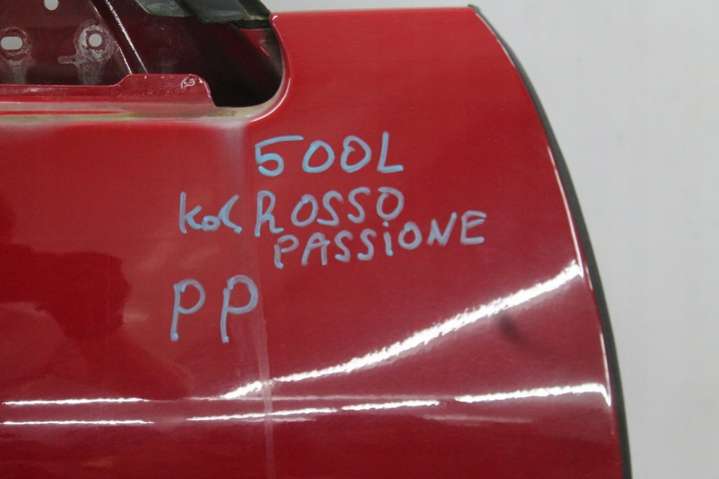 500L
Kol ROSSO
PASSiONE
PP